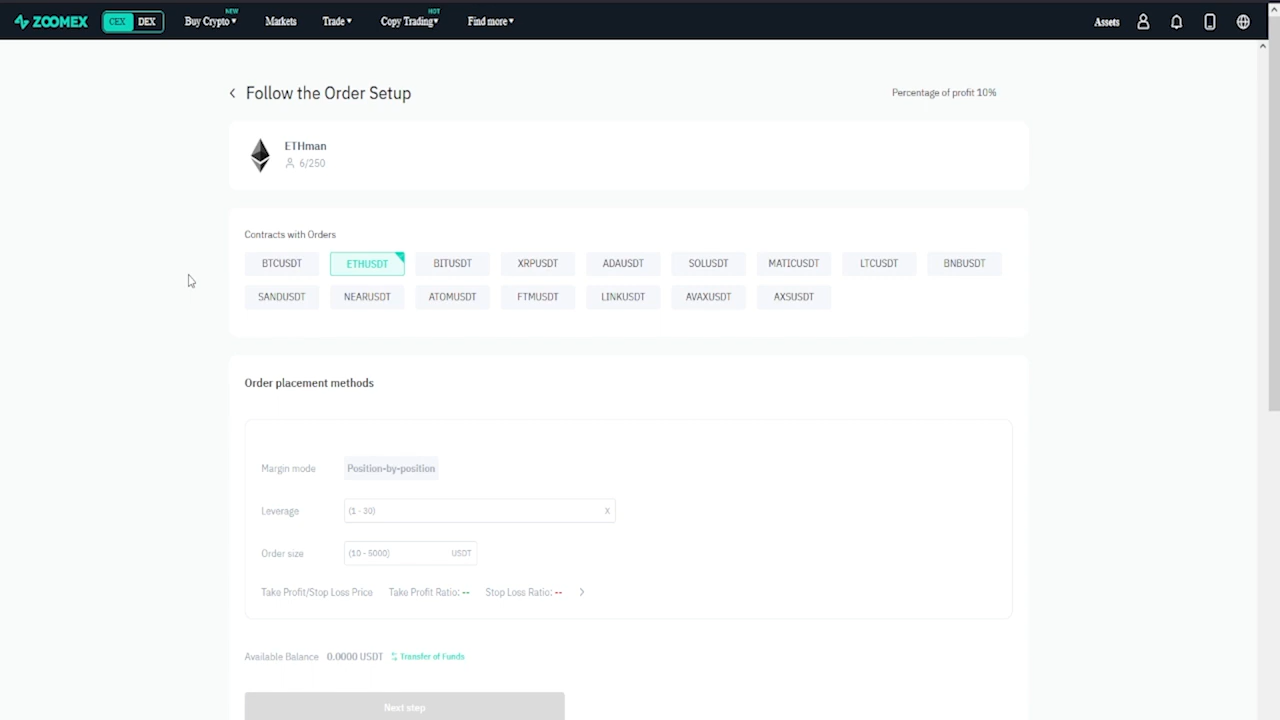 ZOOMEX CEX DEX Buy Crypto NEW Markets Trade Copy Trading HOT Find more Assets
Follow the Order Setup Percentage of profit 10%
ETHman
6/250
Contracts with Orders
BTCUSDT ETHUSDT BITUSDT XRPUSDT ADAUSDT SOLUSDT MATICUSDT LTCUSDT BNBUSDT
SANDUSDT NEARUSDT ATOMUSDT FTMUSDT LINKUSDT AVAXUSDT AXSUSDT
Order placement methods
Margin mode Position-by-position
Leverage (1 - 30) X
Order size (10 - 5000) USDT
Take Profit/Stop Loss Price Take Profit Ratio: -- Stop Loss Ratio: --
Available Balance 0.0000 USDT Transfer of Funds
Next step